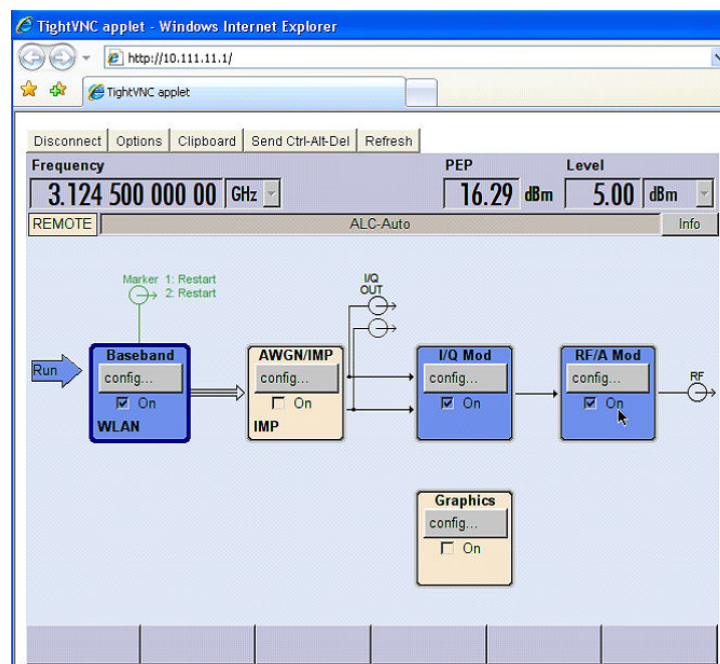 TightVNC applet - Windows Internet Explorer
http://10.111.11.1/
TightVNC applet
Disconnect Options Clipboard Send Ctrl-Alt-Del Refresh
Frequency PEP Level
3.124 500 000 00 GHz 16.29 dBm 5.00 dBm
REMOTE ALC-Auto Info
Marker 1: Restart
2: Restart
I/Q
OUT
Run
Baseband AWGN/IMP I/Q Mod RF/A Mod
config... config... config... config...
RF
On On On On
WLAN IMP
Graphics
config...
On